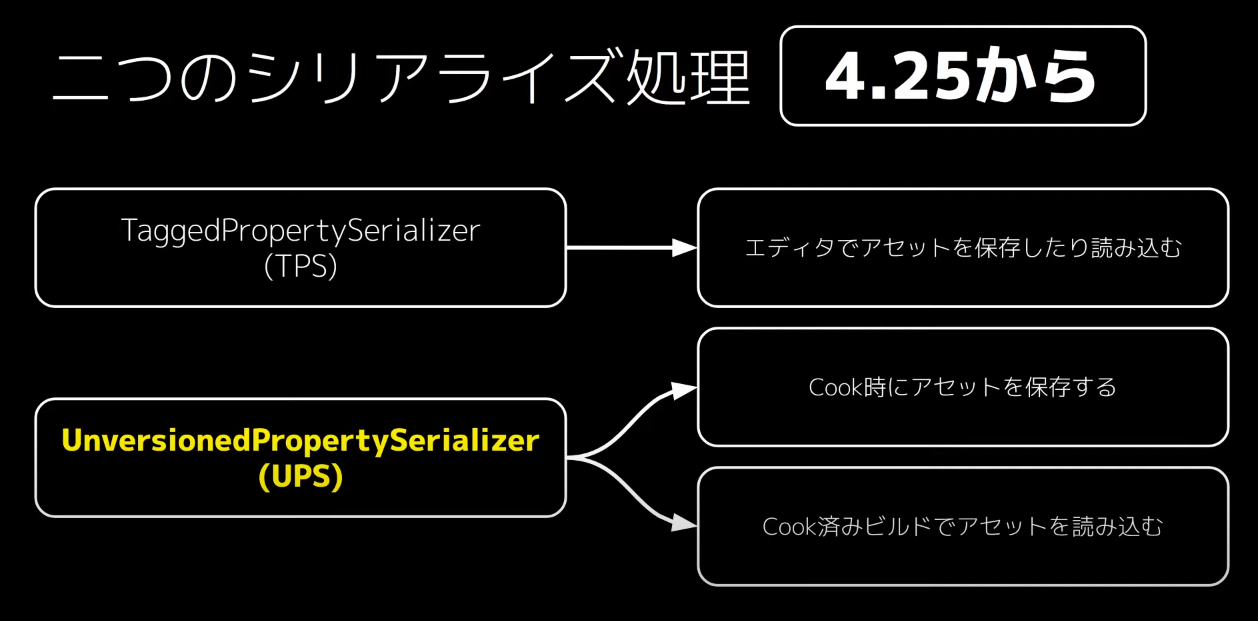 二つのシリアライズ処理 4.25から
TaggedPropertySerializer
(TPS)
エディタでアセットを保存したり読み込む
Cook時にアセットを保存する
UnversionedPropertySerializer
(UPS)
Cook済みビルドでアセットを読み込む